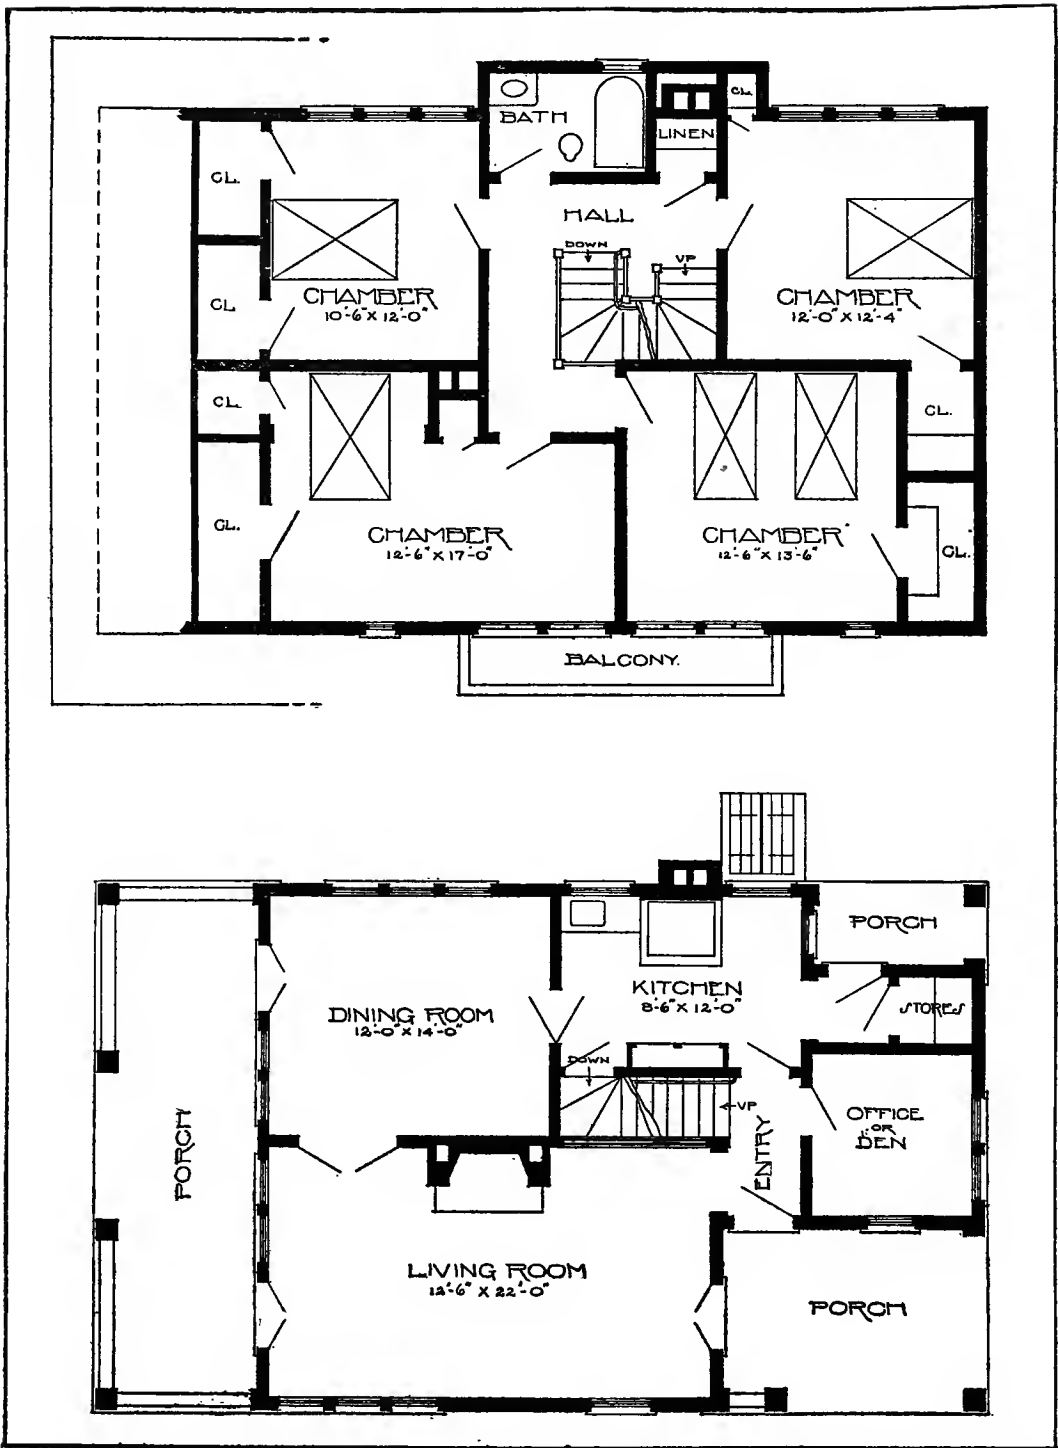 CL.
BATH
LINEN
CL.
HALL
DOWN
UP
CL.
CHAMBER
10'-6" X 12'-0"
CHAMBER
12'-0" X 12'-4"
CL.
CL.
CL.
CHAMBER
12'-6" X 17'-0"
CHAMBER
12'-6" X 13'-6"
CL.
BALCONY.
PORCH
KITCHEN
8'-6" X 12'-0"
STORES
DINING ROOM
12'-0" X 14'-0"
DOWN
UP
OFFICE
OR
DEN
PORCH
ENTRY
LIVING ROOM
12'-6" X 22'-0"
PORCH